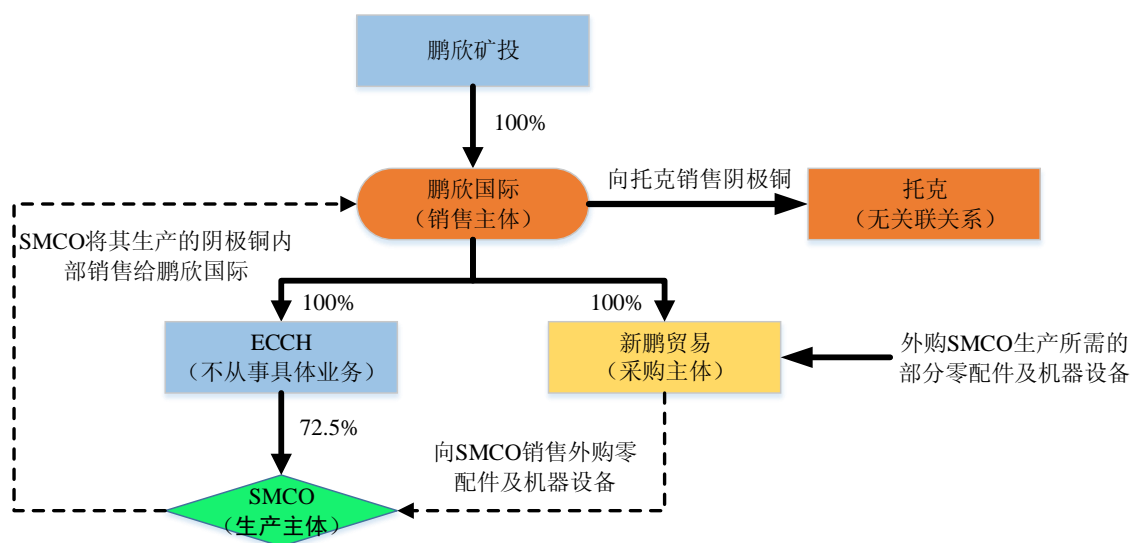 鹏欣矿投
100%
鹏欣国际
（销售主体）
向托克销售阴极铜
托克
（无关联关系）
SMCO将其生产的阴极铜内
部销售给鹏欣国际
100%
100%
ECCH
（不从事具体业务）
新鹏贸易
（采购主体）
外购SMCO生产所需的
部分零配件及机器设备
72.5%
向SMCO销售外购零
配件及机器设备
SMCO
（生产主体）